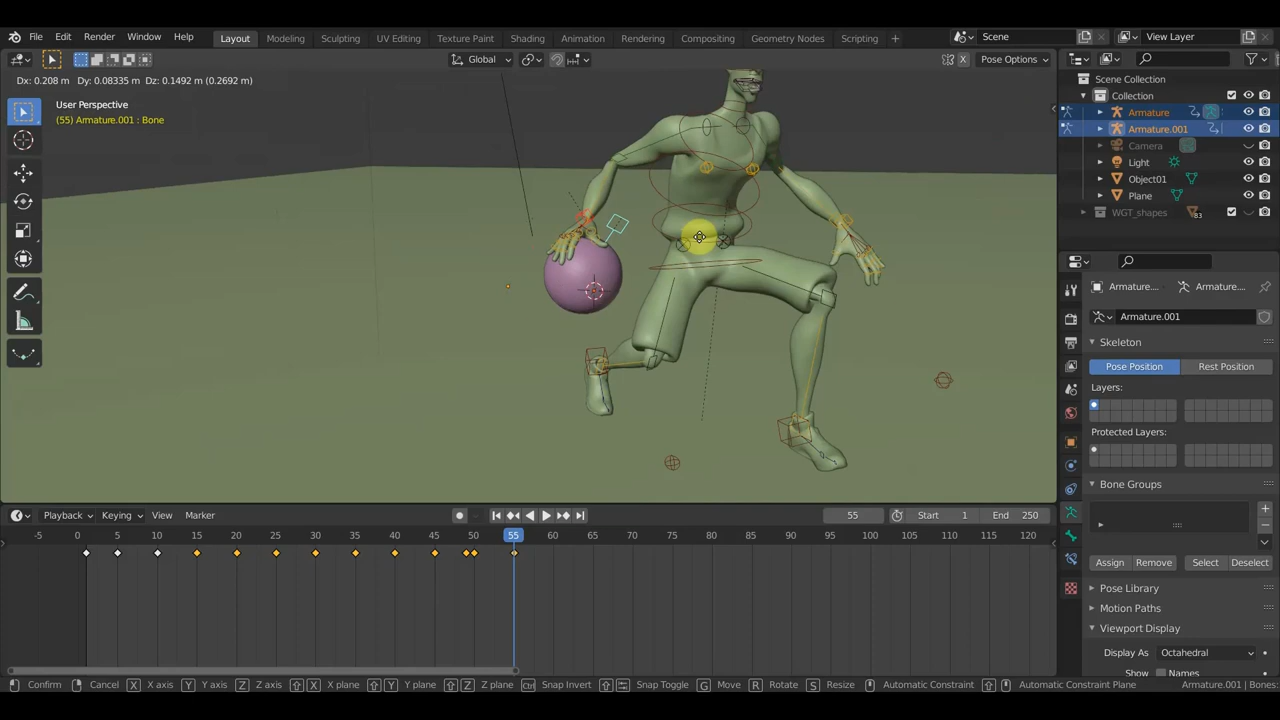 File Edit Render Window Help Layout Modeling Sculpting UV Editing Texture Paint Shading Animation Rendering Compositing Geometry Nodes Scripting Scene View Layer
Global Pose Options
Dx: 0.208 m Dy: 0.08335 m Dz: 0.1492 m (0.2692 m)
User Perspective
(55) Armature.001 : Bone
Scene Collection
Collection
Armature
Armature.001
Camera
Light
Object01
Plane
WGT_shapes 83
Armature.... Armature....
Armature.001
Skeleton
Pose Position Rest Position
Layers:
Protected Layers:
Bone Groups
Assign Remove Select Deselect
Pose Library
Motion Paths
Viewport Display
Display As Octahedral
Show Names
Playback Keying View Marker 55 Start 1 End 250
-5 0 5 10 15 20 25 30 35 40 45 50 55 60 65 70 75 80 85 90 95 100 105 110 115 120
Confirm Cancel X X axis Y Y axis Z Z axis X X plane Y Y plane Z Z plane Ctrl Snap Invert Snap Toggle G Move R Rotate S Resize Automatic Constraint Automatic Constraint Plane Armature.001 | Bones: